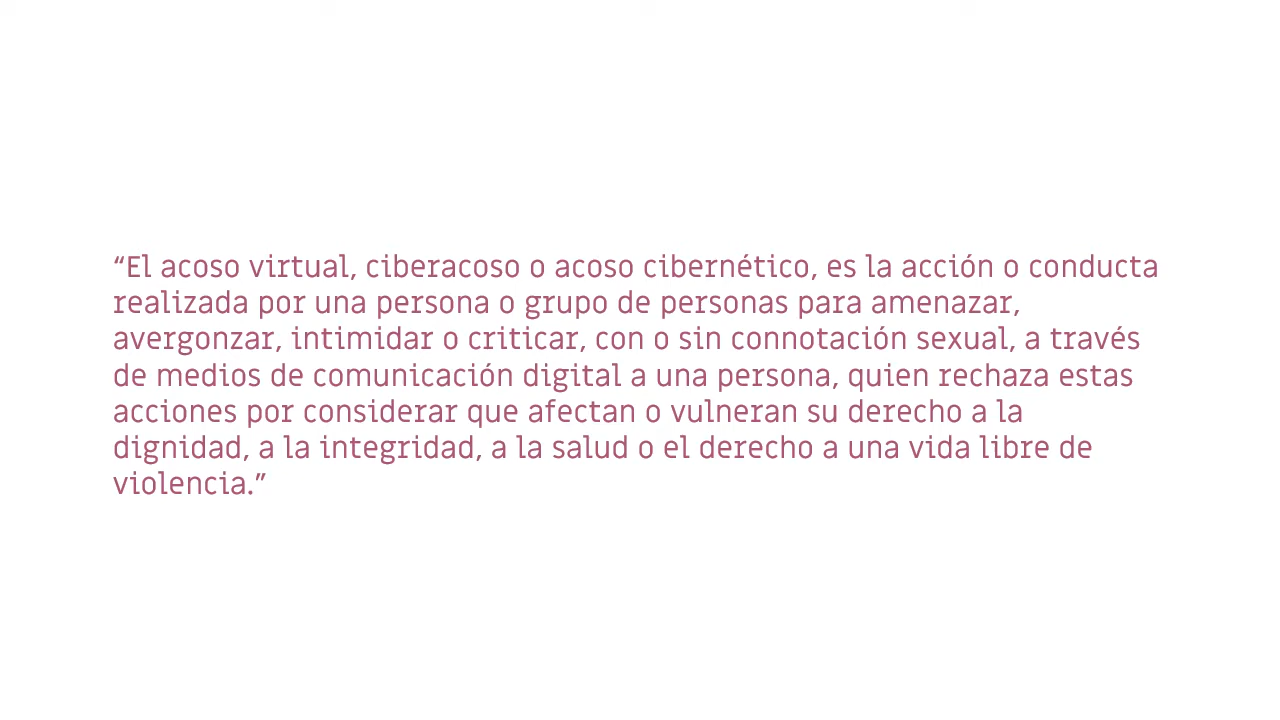 “El acoso virtual, ciberacoso o acoso cibernético, es la acción o conducta
realizada por una persona o grupo de personas para amenazar,
avergonzar, intimidar o criticar, con o sin connotación sexual, a través
de medios de comunicación digital a una persona, quien rechaza estas
acciones por considerar que afectan o vulneran su derecho a la
dignidad, a la integridad, a la salud o el derecho a una vida libre de
violencia.”